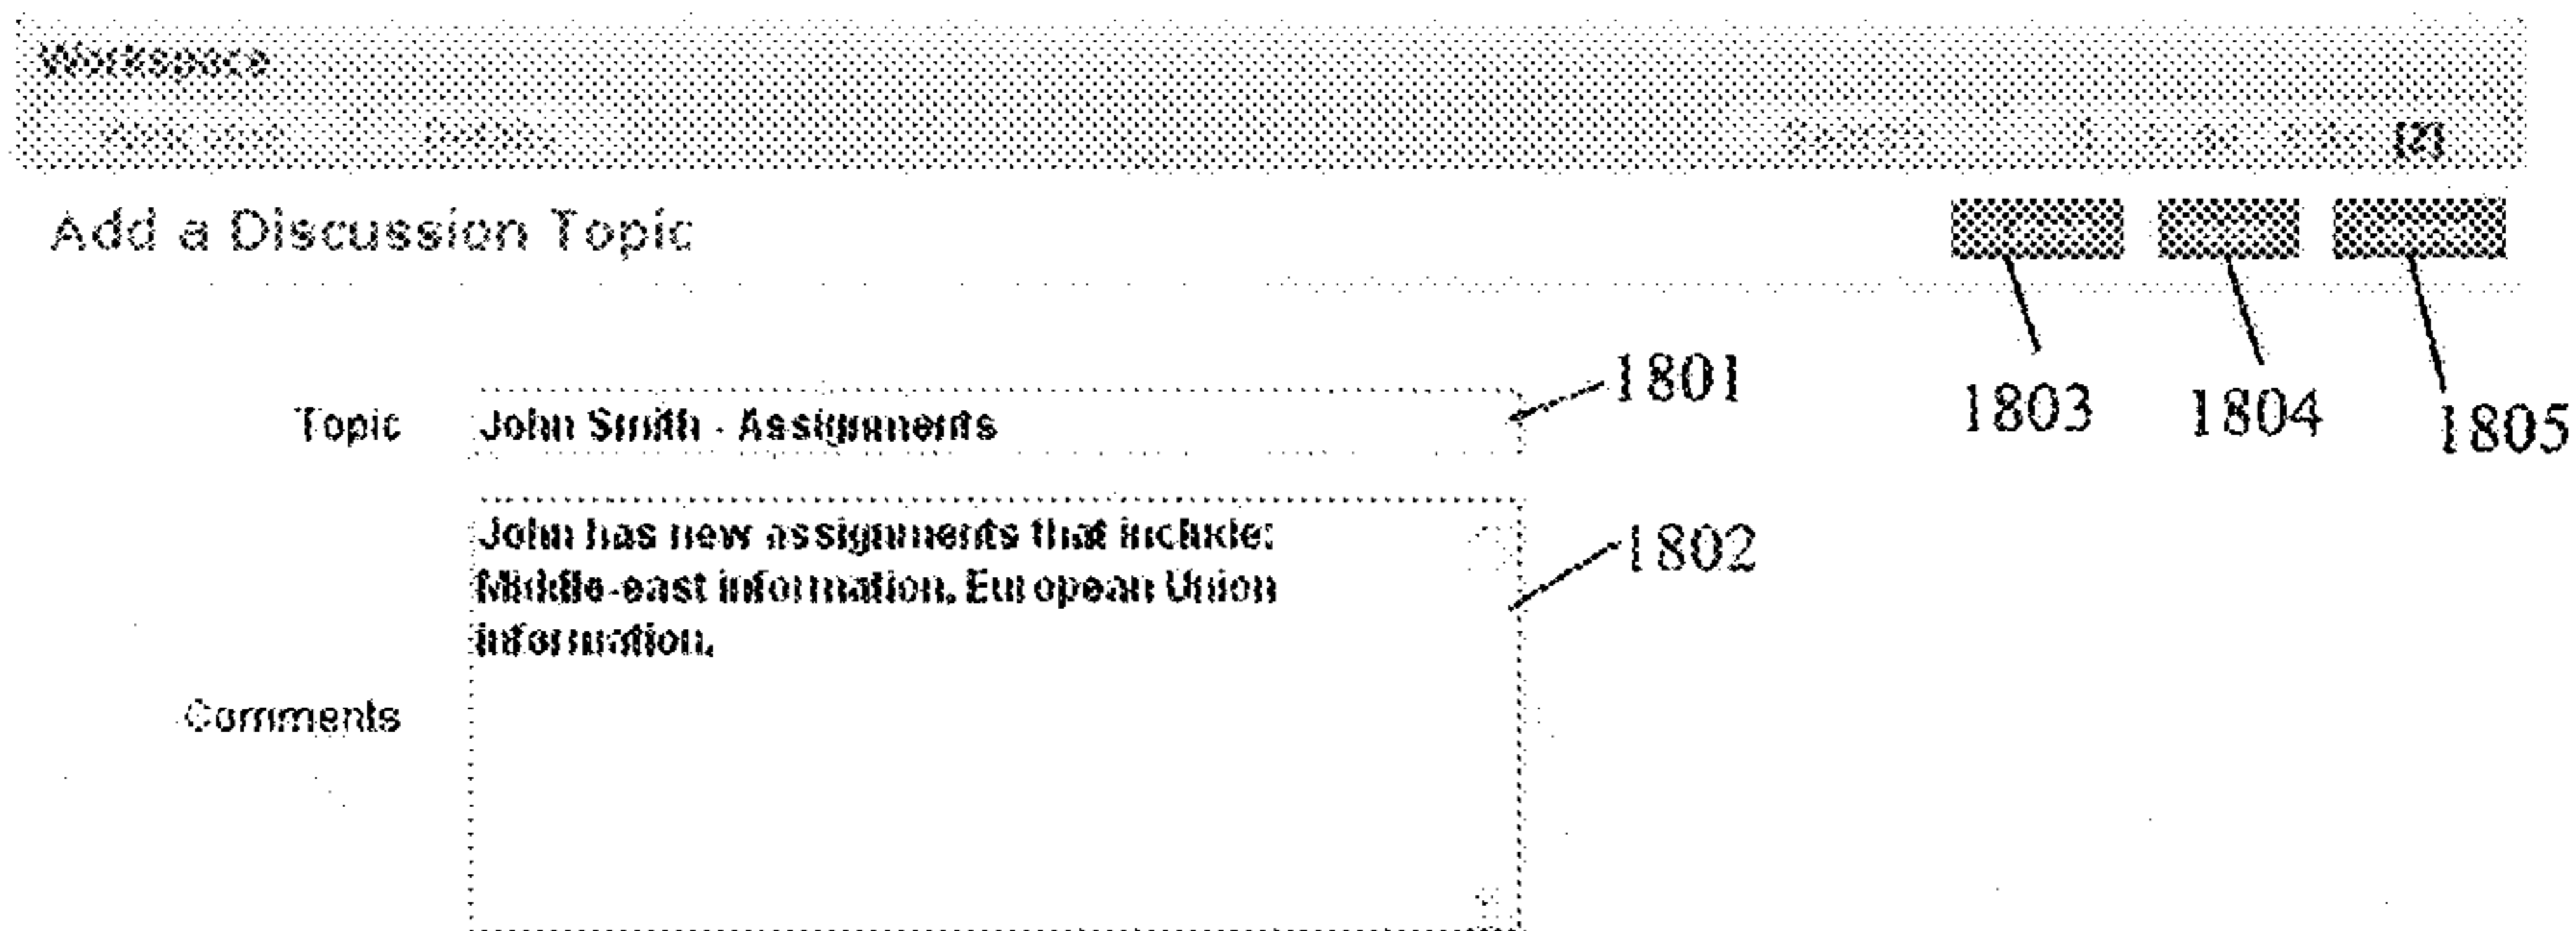 Workspace
[?]
Add a Discussion Topic
1803
1804
1805
Topic
John Smith - Assignments
1801
John has new assignments that include:
Middle-east information, European Union
information.
1802
Comments